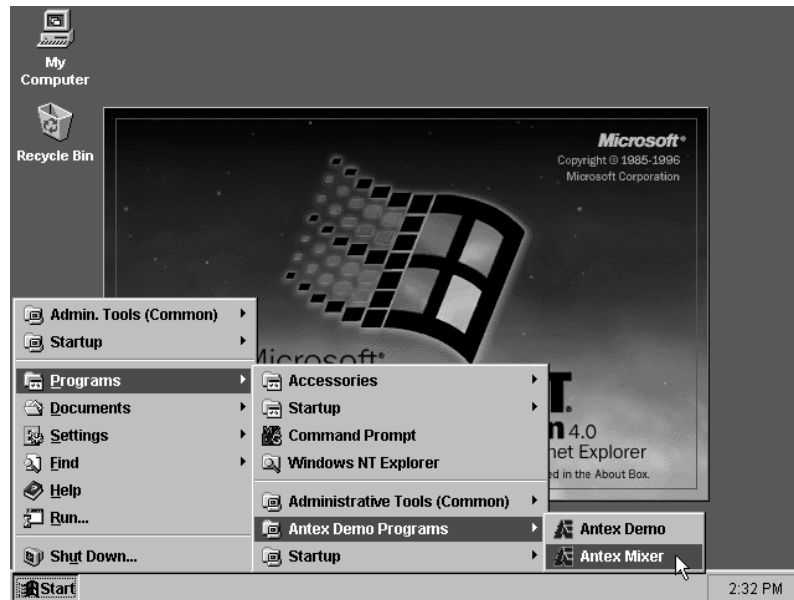 My
Computer
Recycle Bin
Microsoft
Copyright © 1985-1996
Microsoft Corporation
Admin. Tools (Common)
Startup
Microsoft
Programs
Documents
Settings
Find
Help
Run...
Shut Down...
Accessories
Startup
Command Prompt
Windows NT Explorer
Administrative Tools (Common)
Antex Demo Programs
Startup
4.0
Explorer
in the About Box.
Antex Demo
Antex Mixer
Start
2:32 PM